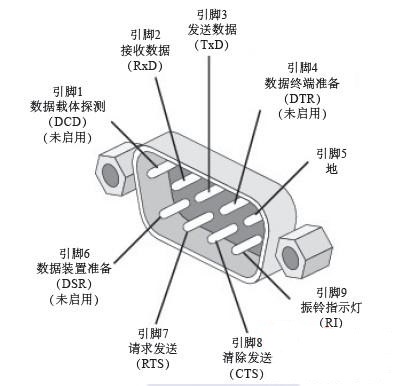 引脚3
发送数据
(TxD)
引脚2
接收数据
(RxD)
引脚4
数据终端准备
(DTR)
(未启用)
引脚1
数据载体探测
(DCD)
(未启用)
引脚5
地
引脚6
数据装置准备
(DSR)
(未启用)
引脚9
振铃指示灯
(RI)
引脚7
请求发送
(RTS)
引脚8
清除发送
(CTS)